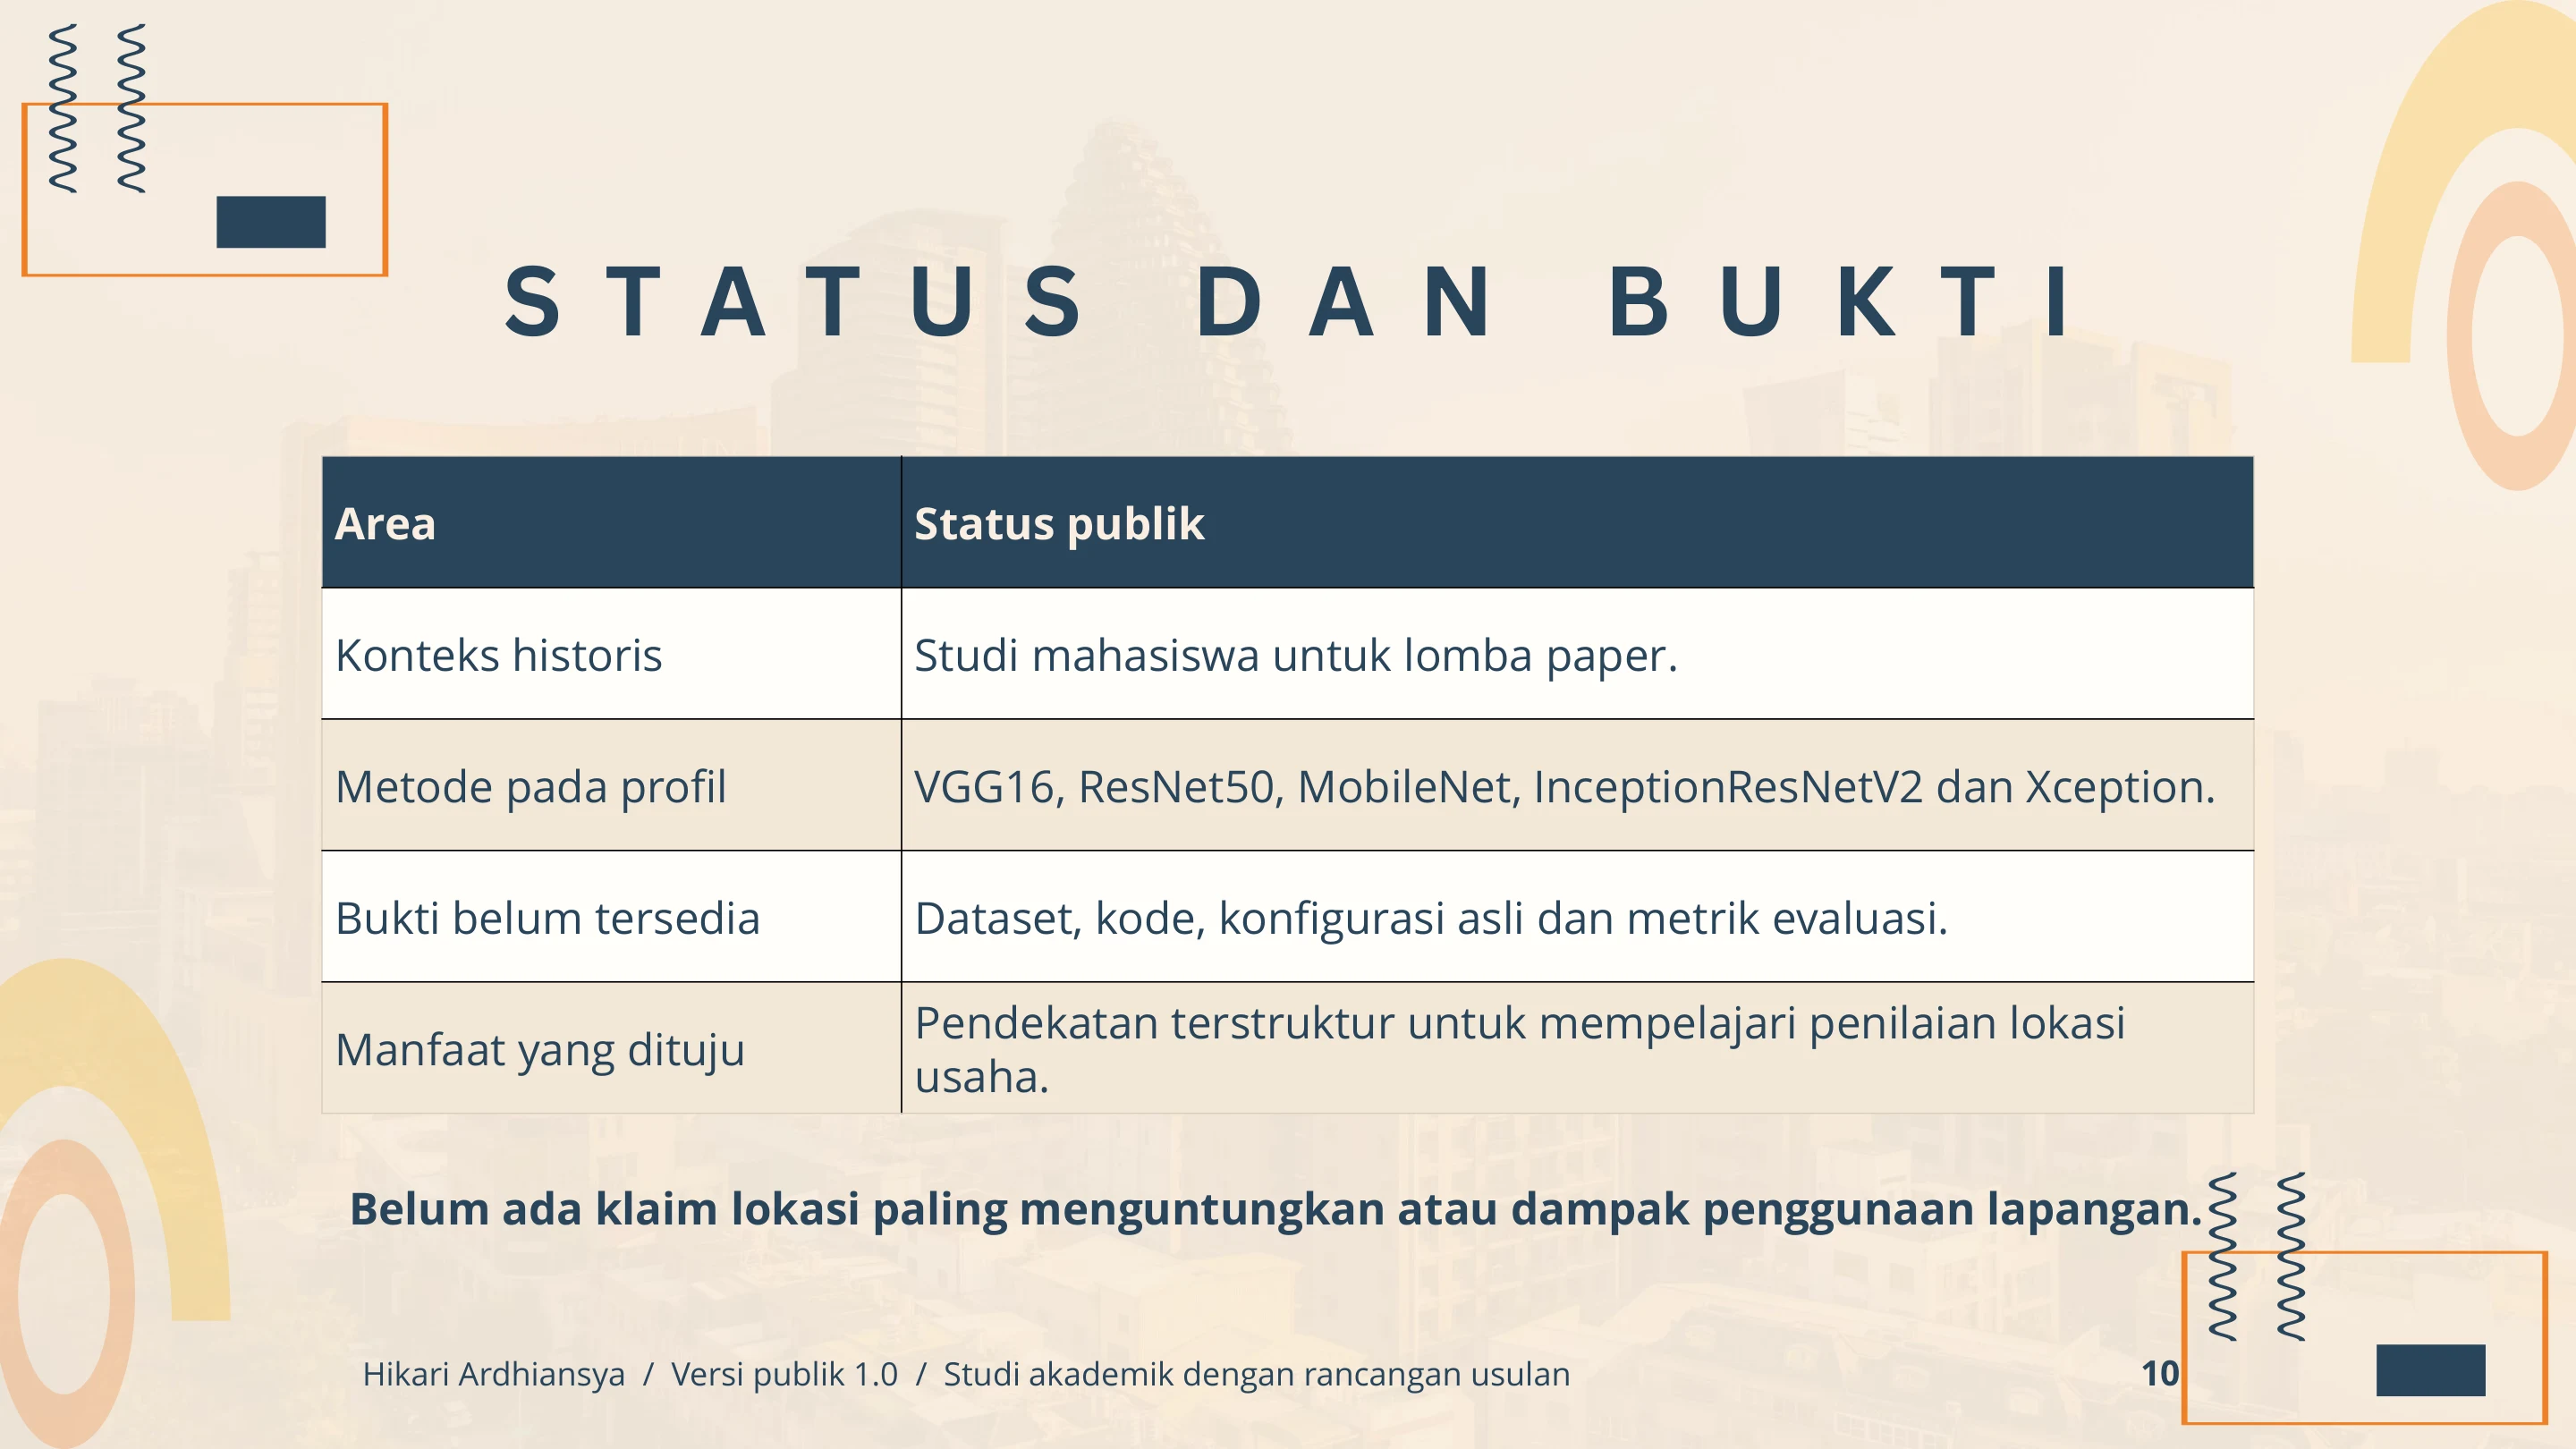 STATUS DAN BUKTI
Area
Status publik
Konteks historis
Studi mahasiswa untuk lomba paper.
Metode pada profil
VGG16, ResNet50, MobileNet, InceptionResNetV2 dan Xception.
Bukti belum tersedia
Dataset, kode, konfigurasi asli dan metrik evaluasi.
Manfaat yang dituju
Pendekatan terstruktur untuk mempelajari penilaian lokasi
usaha.
Belum ada klaim lokasi paling menguntungkan atau dampak penggunaan lapangan.
Hikari Ardhiansya / Versi publik 1.0 / Studi akademik dengan rancangan usulan
10